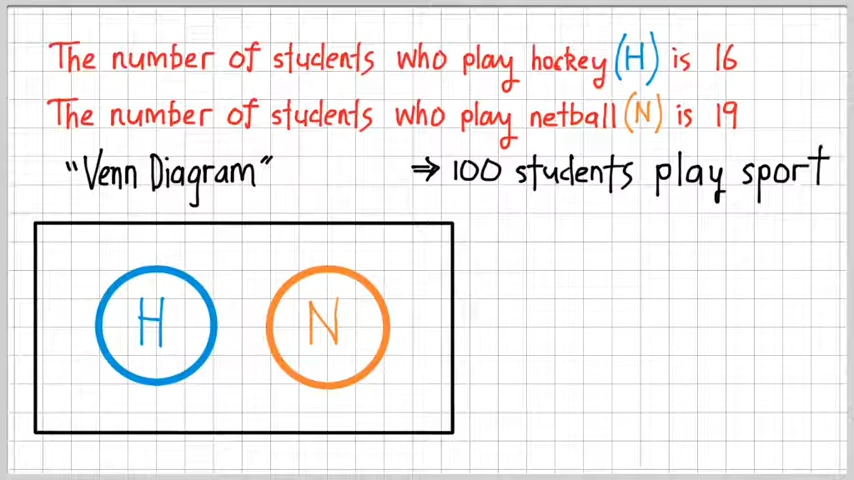 The number of students who play hockey (H) is 16
The number of students who play netball (N) is 19
"Venn Diagram" ⇒ 100 students play sport
H N